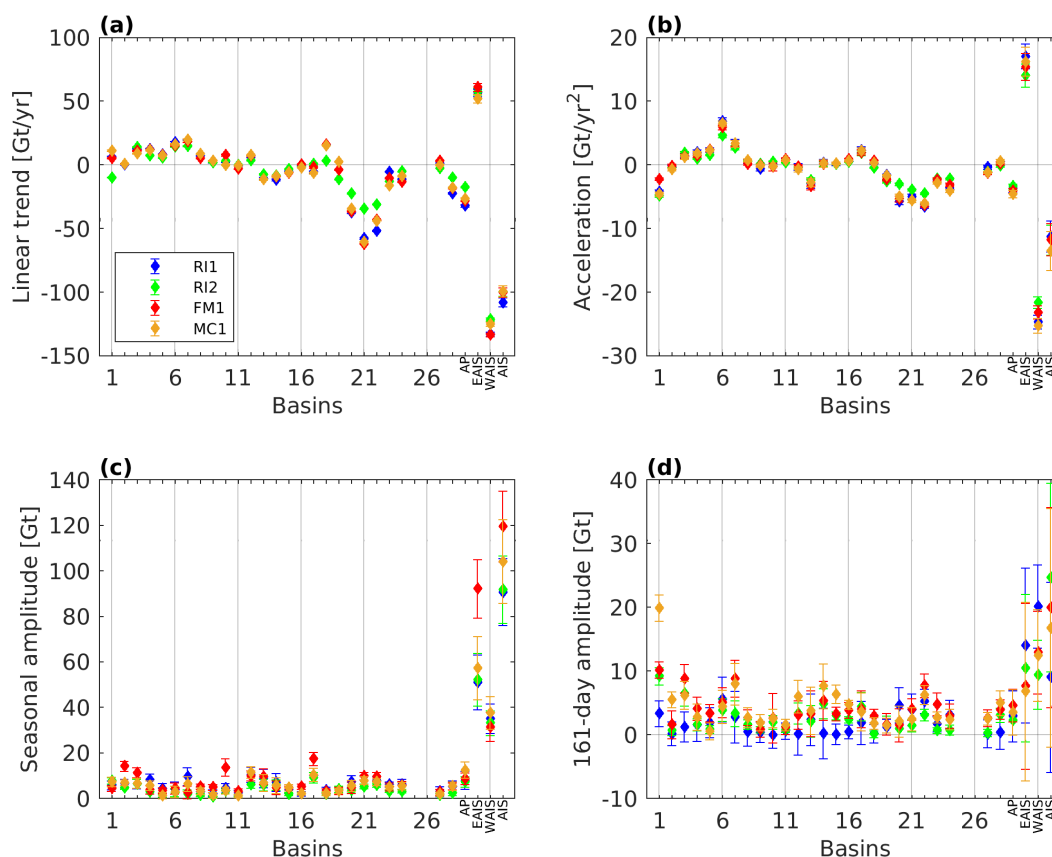 (a)
Linear trend [Gt/yr]
100
50
0
-50
-100
-150
RI1
RI2
FM1
MC1
1 6 11 16 21 26 AP EAIS WAIS AIS
Basins
(b)
Acceleration [Gt/yr²]
20
10
0
-10
-20
-30
1 6 11 16 21 26 AP EAIS WAIS AIS
Basins
(c)
Seasonal amplitude [Gt]
140
120
100
80
60
40
20
0
1 6 11 16 21 26 AP EAIS WAIS AIS
Basins
(d)
161-day amplitude [Gt]
40
30
20
10
0
-10
1 6 11 16 21 26 AP EAIS WAIS AIS
Basins